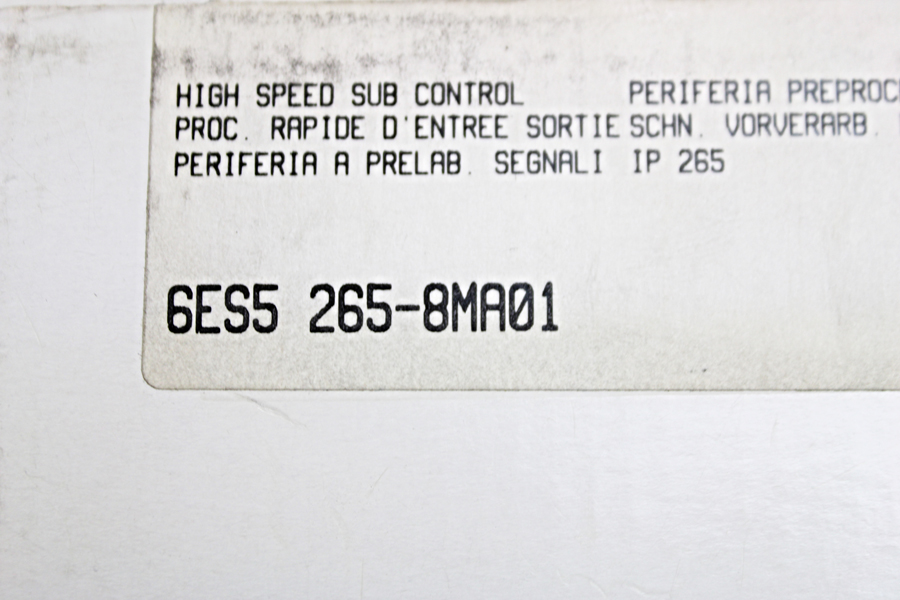 HIGH SPEED SUB CONTROL PERIFERIA PREPROC
PROC. RAPIDE D'ENTREE SORTIE SCHN. VORVERARB.
PERIFERIA A PRELAB. SEGNALI IP 265
6ES5 265-8MA01